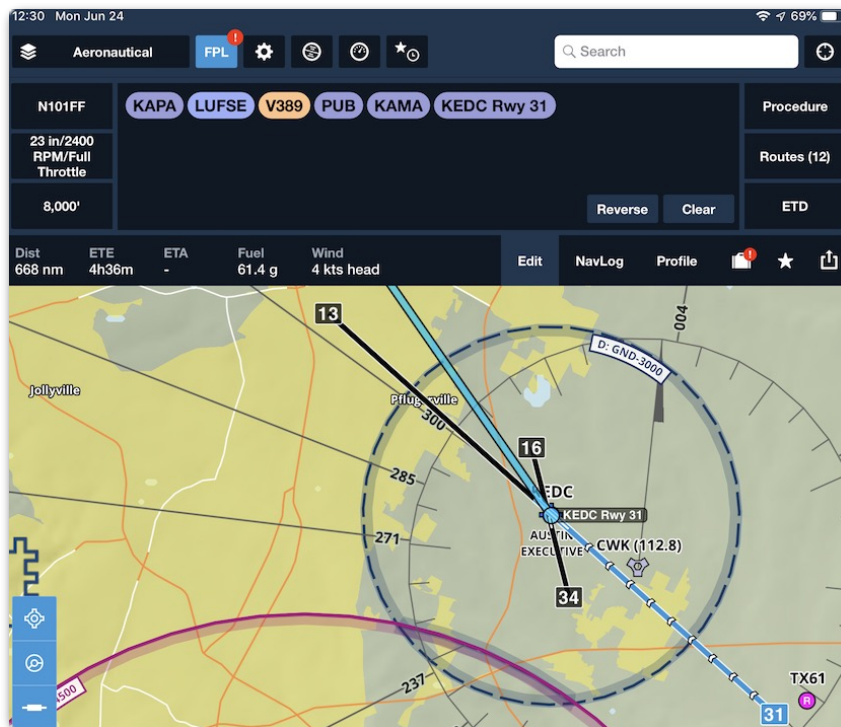 12:30 Mon Jun 24
69%
Aeronautical
FPL
!
Search
N101FF
KAPA LUFSE V389 PUB KAMA KEDC Rwy 31
Procedure
23 in/2400
RPM/Full
Throttle
Routes (12)
8,000'
Reverse
Clear
ETD
Dist ETE ETA Fuel Wind
668 nm 4h36m - 61.4 g 4 kts head
Edit
NavLog
Profile
!
13
004
D: GND-3000
Jollyville
Pflugerville
300
16
285
EDC
KEDC Rwy 31
271
AUSTIN
EXECUTIVE
CWK (112.8)
34
237
TX61
R
31